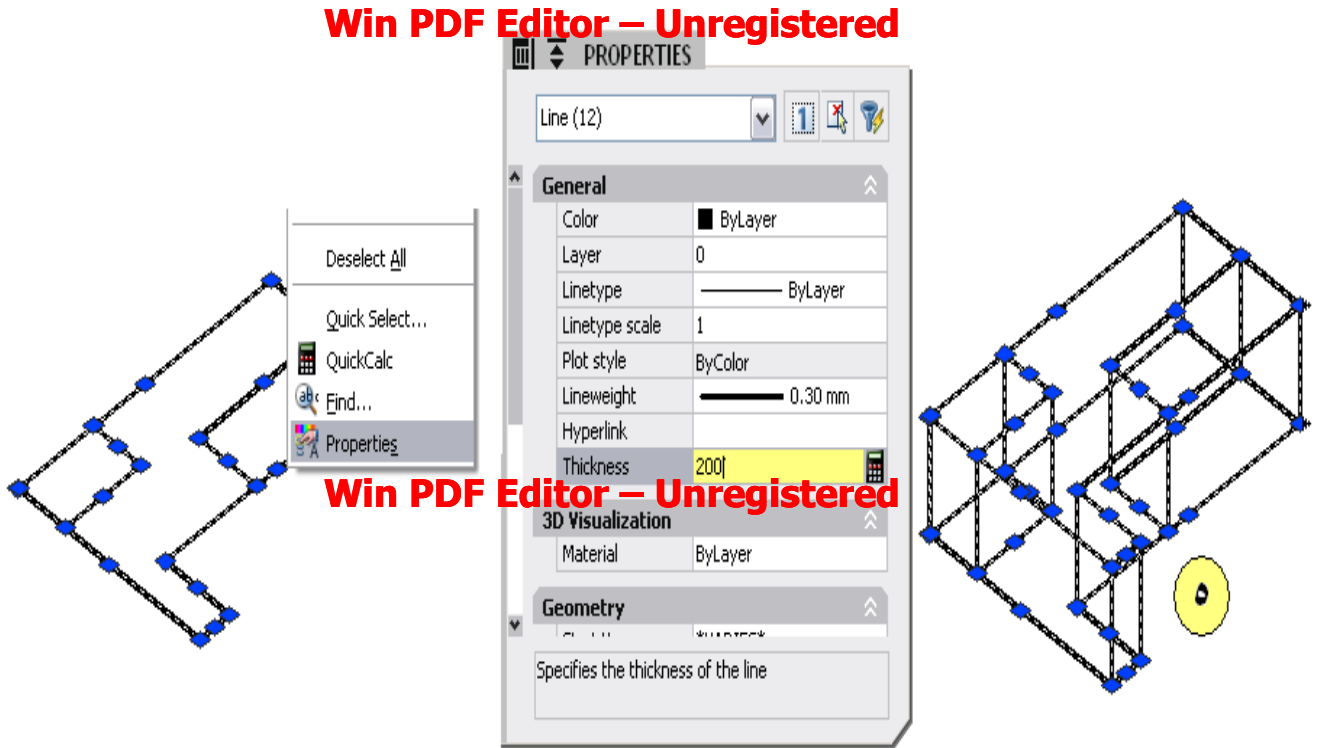 Win PDF Editor – Unregistered
PROPERTIES
Line (12)
1
General
Color ByLayer
Layer 0
Linetype ByLayer
Linetype scale 1
Plot style ByColor
Lineweight 0.30 mm
Hyperlink
Thickness 200
Win PDF Editor – Unregistered
3D Visualization
Material ByLayer
Geometry
Specifies the thickness of the line
Deselect All
Quick Select...
QuickCalc
Find...
Properties